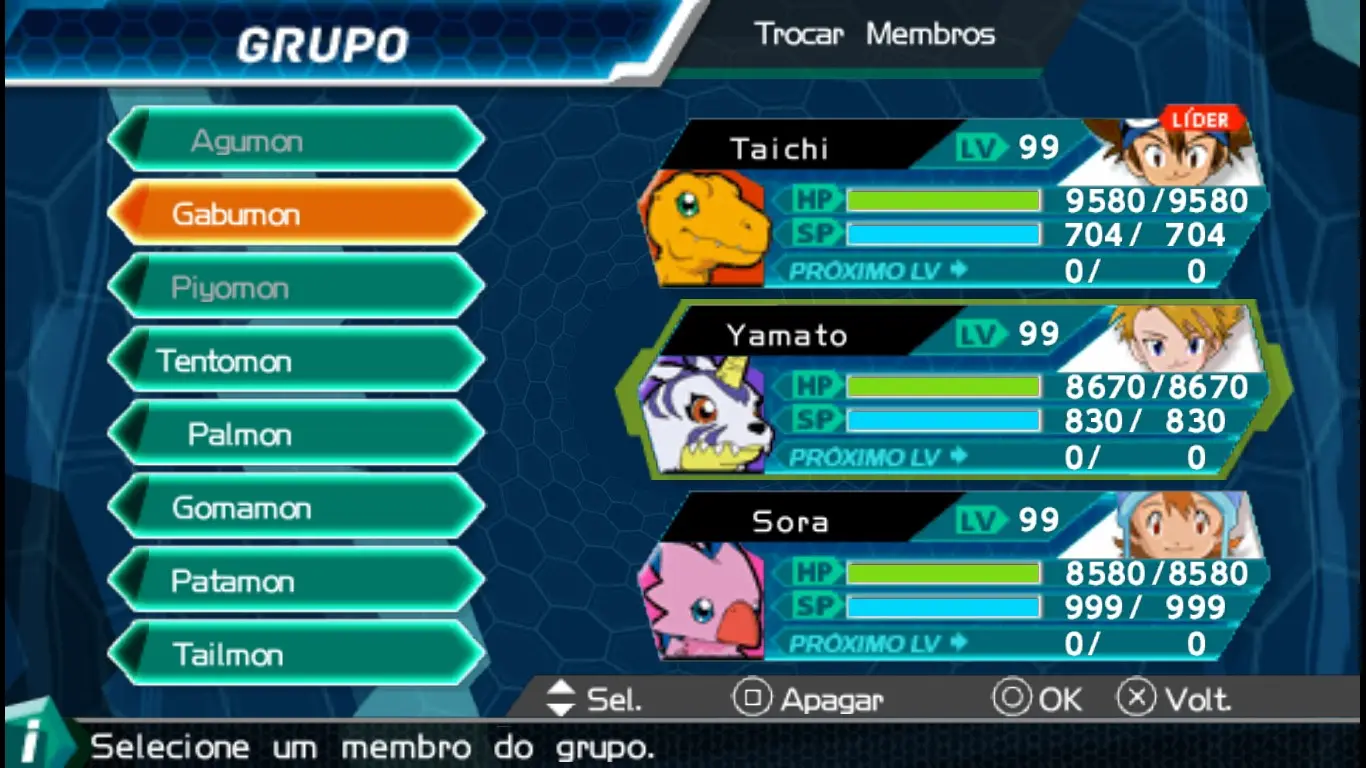 GRUPO
Trocar Membros
Agumon
Gabumon
Piyomon
Tentomon
Palmon
Gomamon
Patamon
Tailmon
LÍDER
Taichi LV 99
HP 9580/9580
SP 704/ 704
PRÓXIMO LV 0/ 0
Yamato LV 99
HP 8670/8670
SP 830/ 830
PRÓXIMO LV 0/ 0
Sora LV 99
HP 8580/8580
SP 999/ 999
PRÓXIMO LV 0/ 0
Sel. Apagar OK Volt.
i Selecione um membro do grupo.